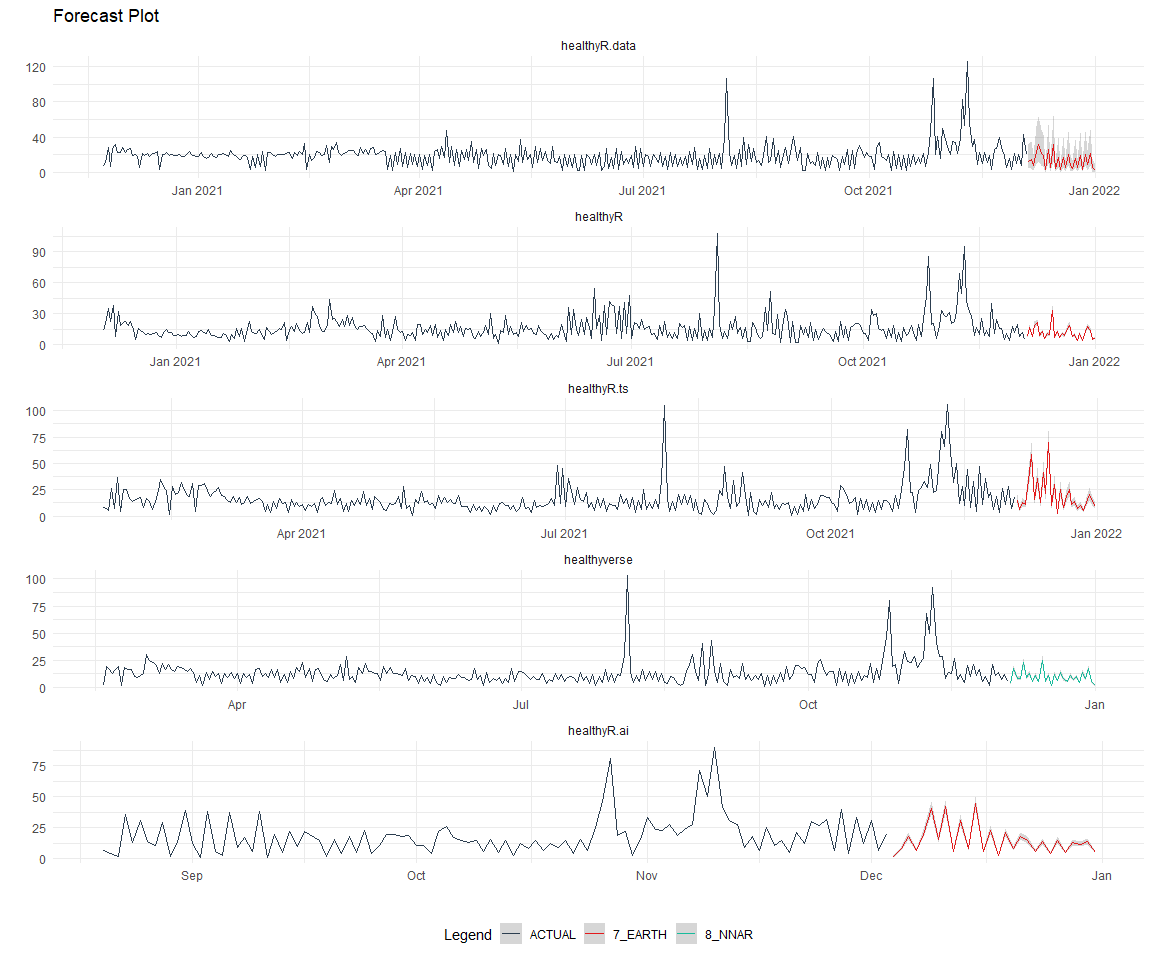 Forecast Plot
healthyR.data
120
80
40
0
Jan 2021 Apr 2021 Jul 2021 Oct 2021 Jan 2022
healthyR
90
60
30
0
Jan 2021 Apr 2021 Jul 2021 Oct 2021 Jan 2022
healthyR.ts
100
75
50
25
0
Apr 2021 Jul 2021 Oct 2021 Jan 2022
healthyverse
100
75
50
25
0
Apr Jul Oct Jan
healthyR.ai
75
50
25
0
Sep Oct Nov Dec Jan
Legend ACTUAL 7_EARTH 8_NNAR